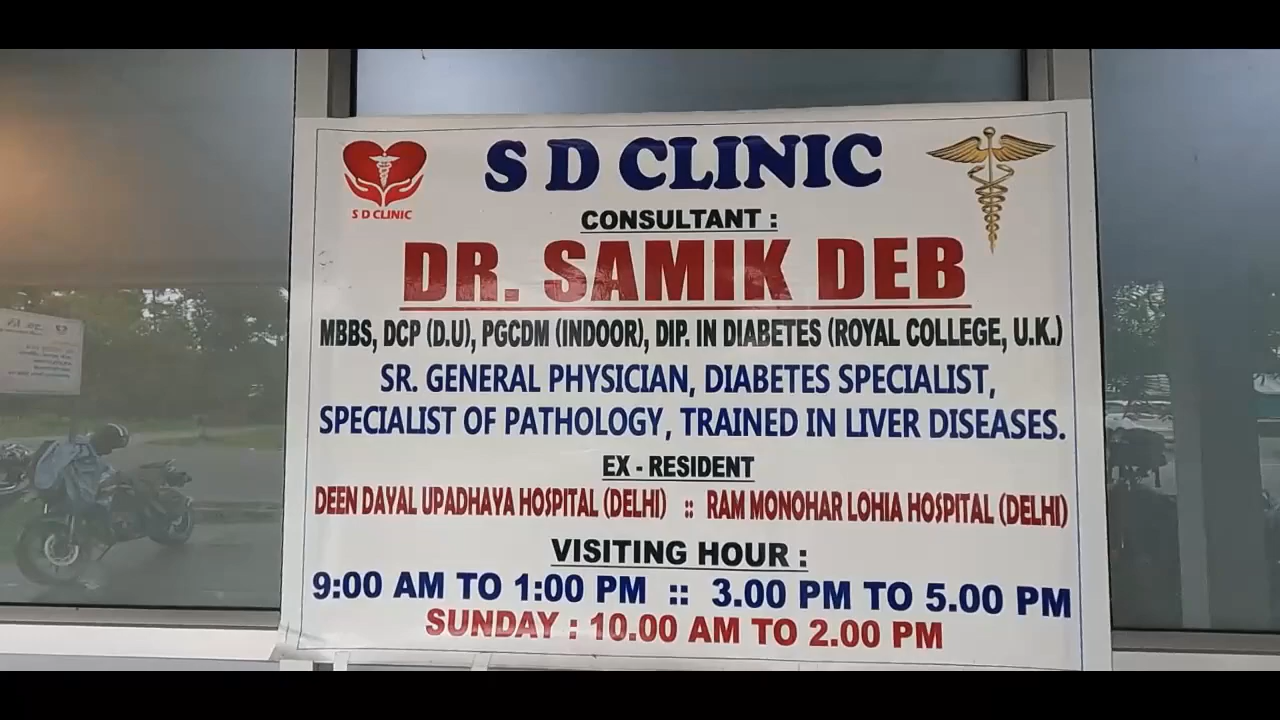 S D CLINIC
S D CLINIC
CONSULTANT :
DR. SAMIK DEB
MBBS, DCP (D.U), PGCDM (INDOOR), DIP. IN DIABETES (ROYAL COLLEGE, U.K.)
SR. GENERAL PHYSICIAN, DIABETES SPECIALIST,
SPECIALIST OF PATHOLOGY, TRAINED IN LIVER DISEASES.
EX - RESIDENT
DEEN DAYAL UPADHAYA HOSPITAL (DELHI) :: RAM MONOHAR LOHIA HOSPITAL (DELHI)
VISITING HOUR :
9:00 AM TO 1:00 PM :: 3.00 PM TO 5.00 PM
SUNDAY : 10.00 AM TO 2.00 PM